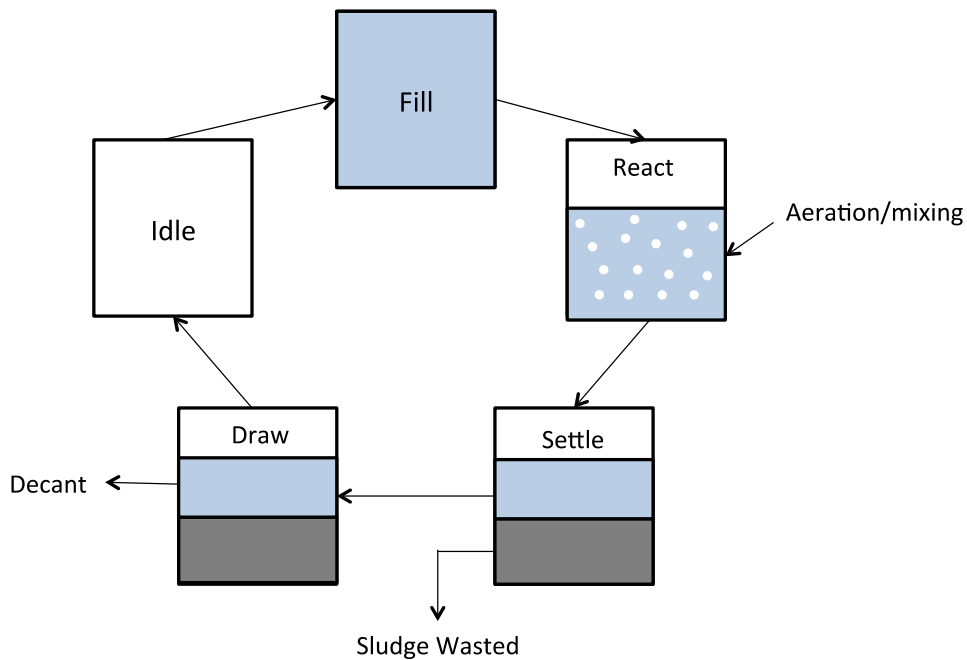 Fill
React
Aeration/mixing
Idle
Draw
Settle
Decant
Sludge Wasted